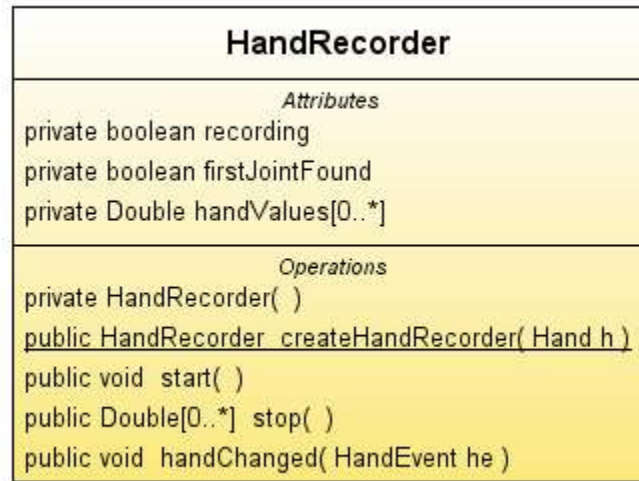 HandRecorder
Attributes
private boolean recording
private boolean firstJointFound
private Double handValues[0..*]
Operations
private HandRecorder( )
public HandRecorder createHandRecorder( Hand h )
public void start( )
public Double[0..*] stop( )
public void handChanged( HandEvent he )